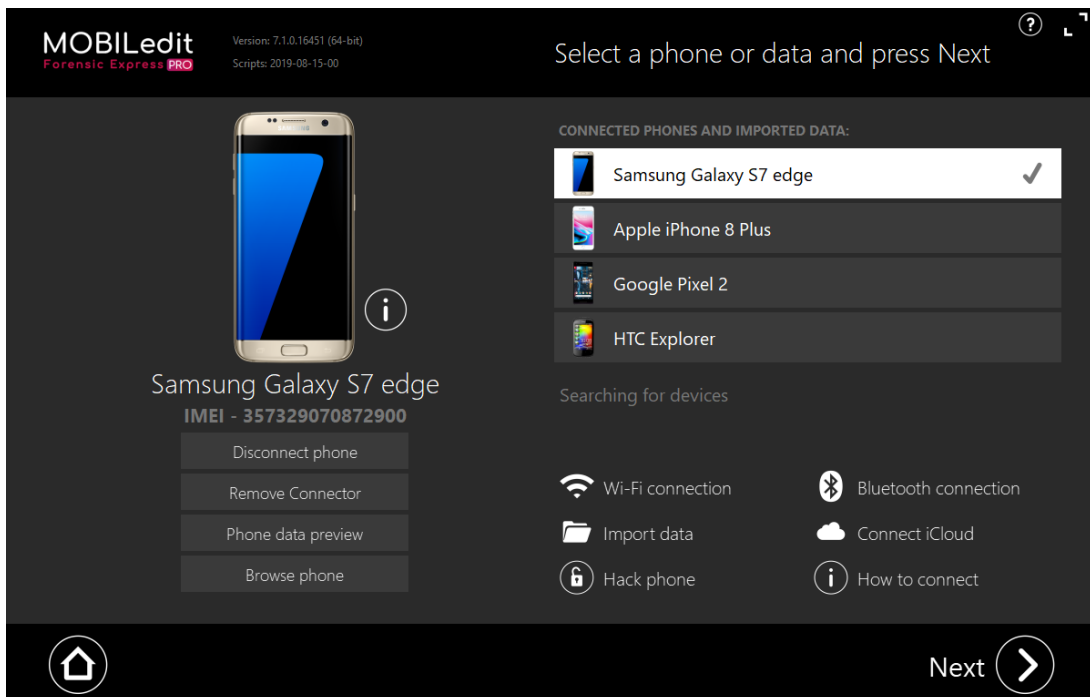 MOBILedit
Forensic Express PRO
Version: 7.1.0.16451 (64-bit)
Scripts: 2019-08-15-00
Select a phone or data and press Next
?
SAMSUNG
i
Samsung Galaxy S7 edge
IMEI - 357329070872900
Disconnect phone
Remove Connector
Phone data preview
Browse phone
CONNECTED PHONES AND IMPORTED DATA:
Samsung Galaxy S7 edge
Apple iPhone 8 Plus
Google Pixel 2
HTC Explorer
Searching for devices
Wi-Fi connection
Bluetooth connection
Import data
Connect iCloud
Hack phone
i
How to connect
Next